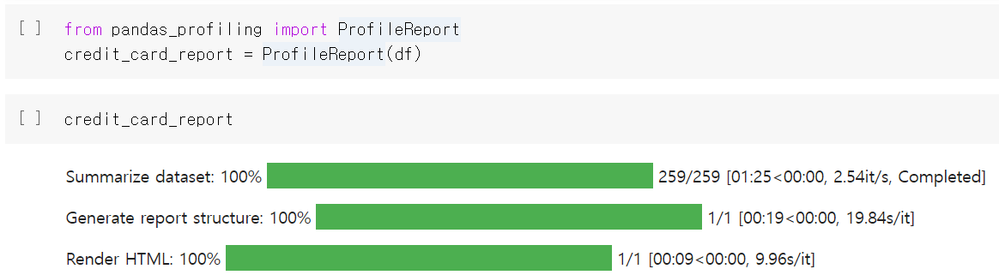 [ ] from pandas_profiling import ProfileReport
credit_card_report = ProfileReport(df)
[ ] credit_card_report
Summarize dataset: 100% 259/259 [01:25<00:00, 2.54it/s, Completed]
Generate report structure: 100% 1/1 [00:19<00:00, 19.84s/it]
Render HTML: 100% 1/1 [00:09<00:00, 9.96s/it]